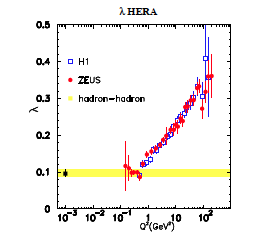 λ HERA
0.5
0.4
0.3
0.2
0.1
0
λ
H1
ZEUS
hadron-hadron
10⁻³ 10⁻² 10⁻¹ 1 10 10²
Q²(GeV²)